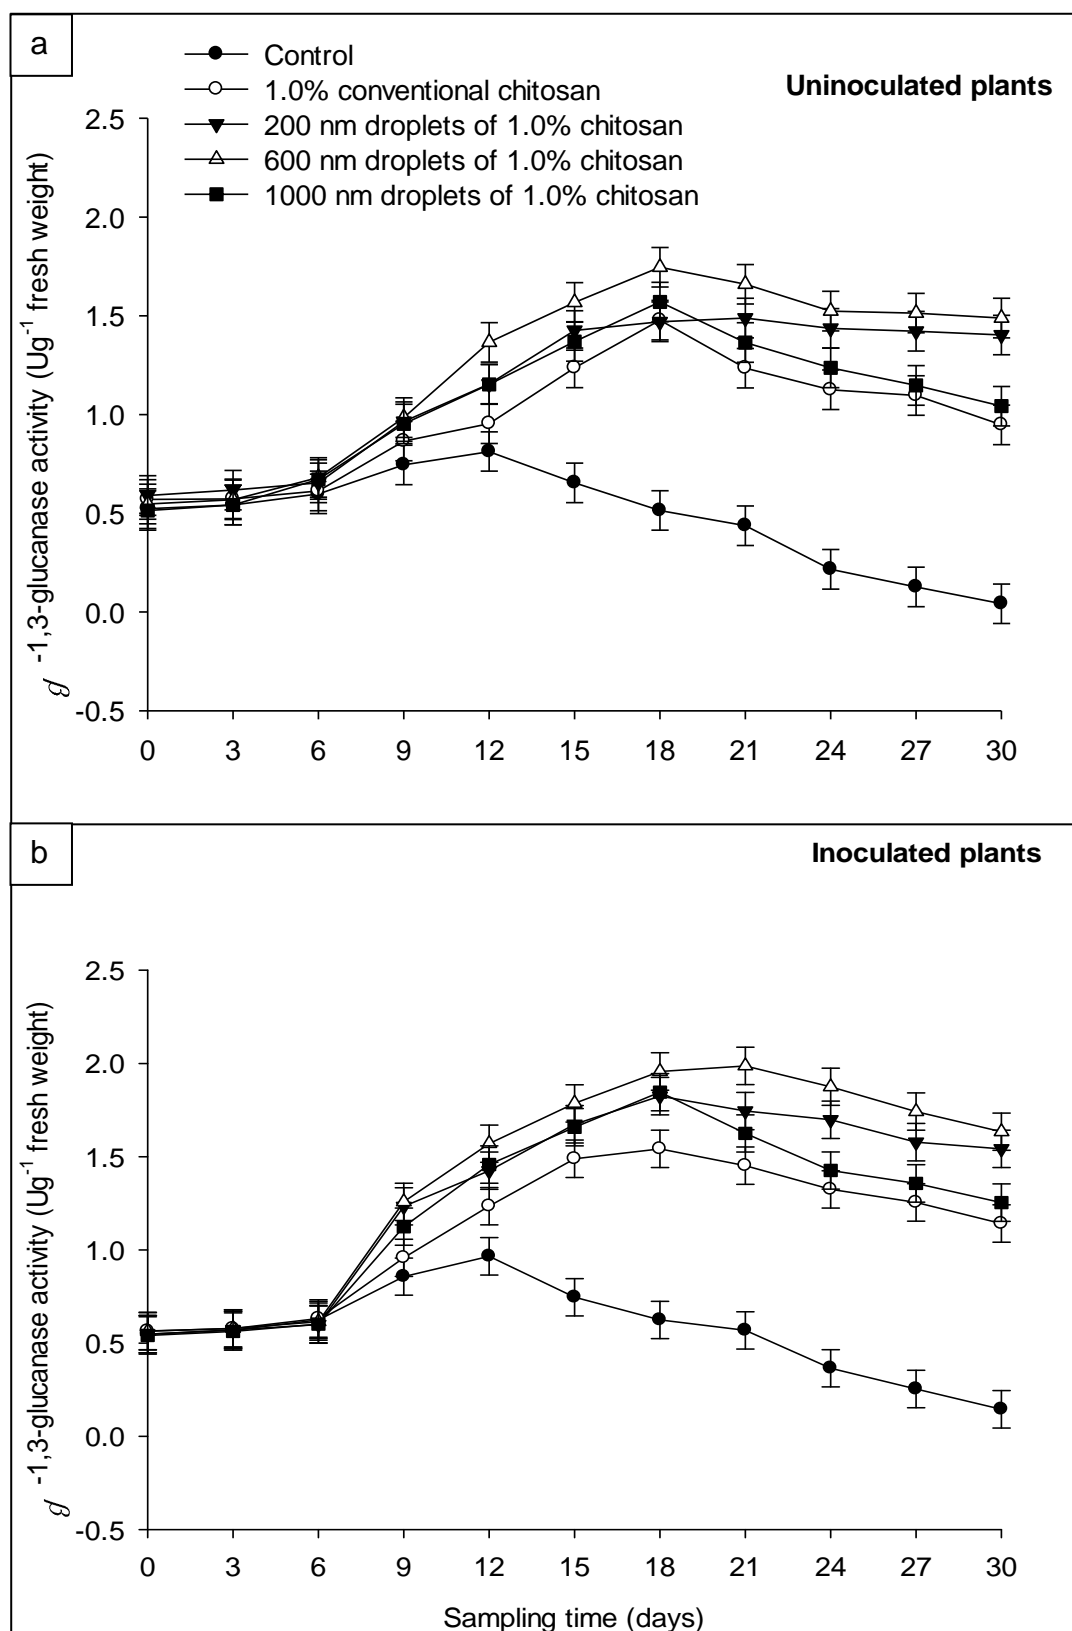 a
Control
1.0% conventional chitosan
200 nm droplets of 1.0% chitosan
600 nm droplets of 1.0% chitosan
1000 nm droplets of 1.0% chitosan
Uninoculated plants
-1,3-glucanase activity (Ug⁻¹ fresh weight)
2.5
2.0
1.5
1.0
0.5
0.0
-0.5
0 3 6 9 12 15 18 21 24 27 30
b
Inoculated plants
-1,3-glucanase activity (Ug⁻¹ fresh weight)
2.5
2.0
1.5
1.0
0.5
0.0
-0.5
0 3 6 9 12 15 18 21 24 27 30
Sampling time (days)